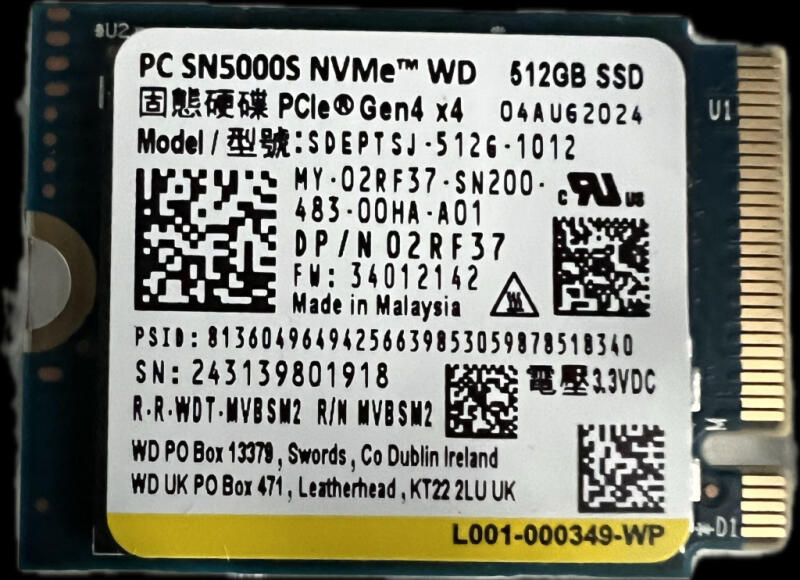 U2
PC SN5000S NVMe™ WD 512GB SSD
固態硬碟 PCIe® Gen4 x4 04AUG2024
U1
Model / 型號:SDEPTSJ-512G-1012
MY-02RF37-SN200-
483-00HA-A01
c RU us
DP/N 02RF37
FW: 34012142
Made in Malaysia
PSID: 81360496494256639853059878518340
SN: 243139801918
電壓 3.3VDC
R-R-WDT-MVBSM2 R/N MVBSM2
M
WD PO Box 13379, Swords, Co Dublin Ireland
WD UK PO Box 471, Leatherhead, KT22 2LU UK
L001-000349-WP
D1